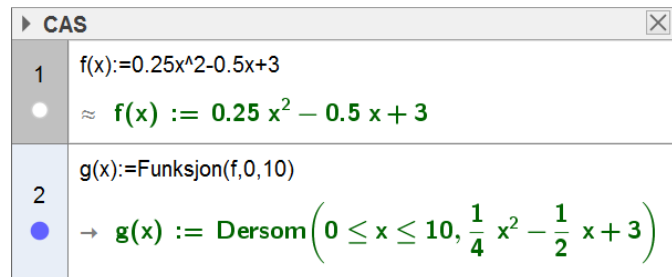 CAS
1
f(x):=0.25x^2-0.5x+3
≈ f(x) := 0.25 x² − 0.5 x + 3
2
g(x):=Funksjon(f,0,10)
→ g(x) := Dersom(0 ≤ x ≤ 10, 1/4 x² − 1/2 x + 3)